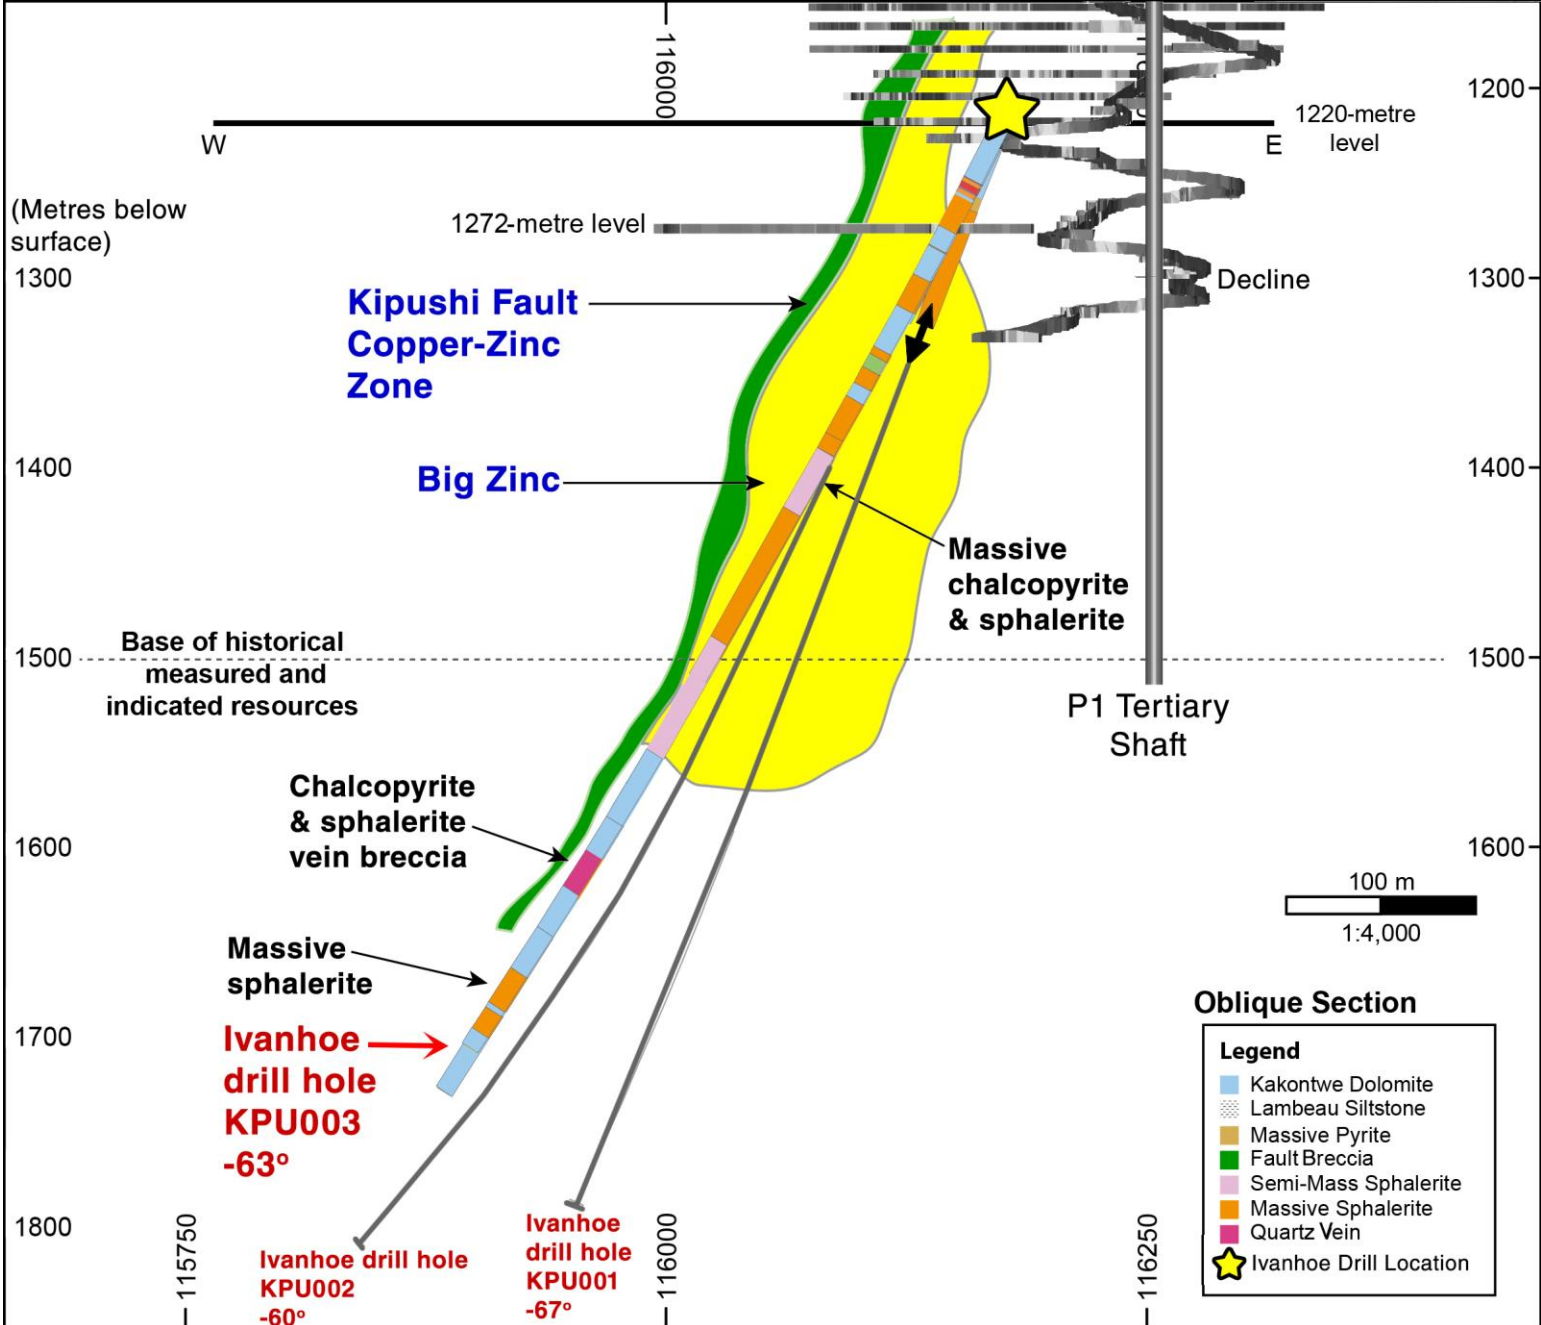 116000
1200
1200
W
E
1220-metre
level
(Metres below
surface)
1272-metre level
1300
1300
Decline
Kipushi Fault
Copper-Zinc
Zone
1400
1400
Big Zinc
Massive
chalcopyrite
& sphalerite
Base of historical
measured and
indicated resources
1500
1500
P1 Tertiary
Shaft
Chalcopyrite
& sphalerite
vein breccia
1600
1600
100 m
1:4,000
Massive
sphalerite
1700
Ivanhoe
drill hole
KPU003
-63º
Oblique Section
Legend
Kakontwe Dolomite
Lambeau Siltstone
Massive Pyrite
Fault Breccia
Semi-Mass Sphalerite
Massive Sphalerite
Quartz Vein
Ivanhoe Drill Location
1800
115750
116000
116250
Ivanhoe drill hole
KPU002
-60º
Ivanhoe
drill hole
KPU001
-67º